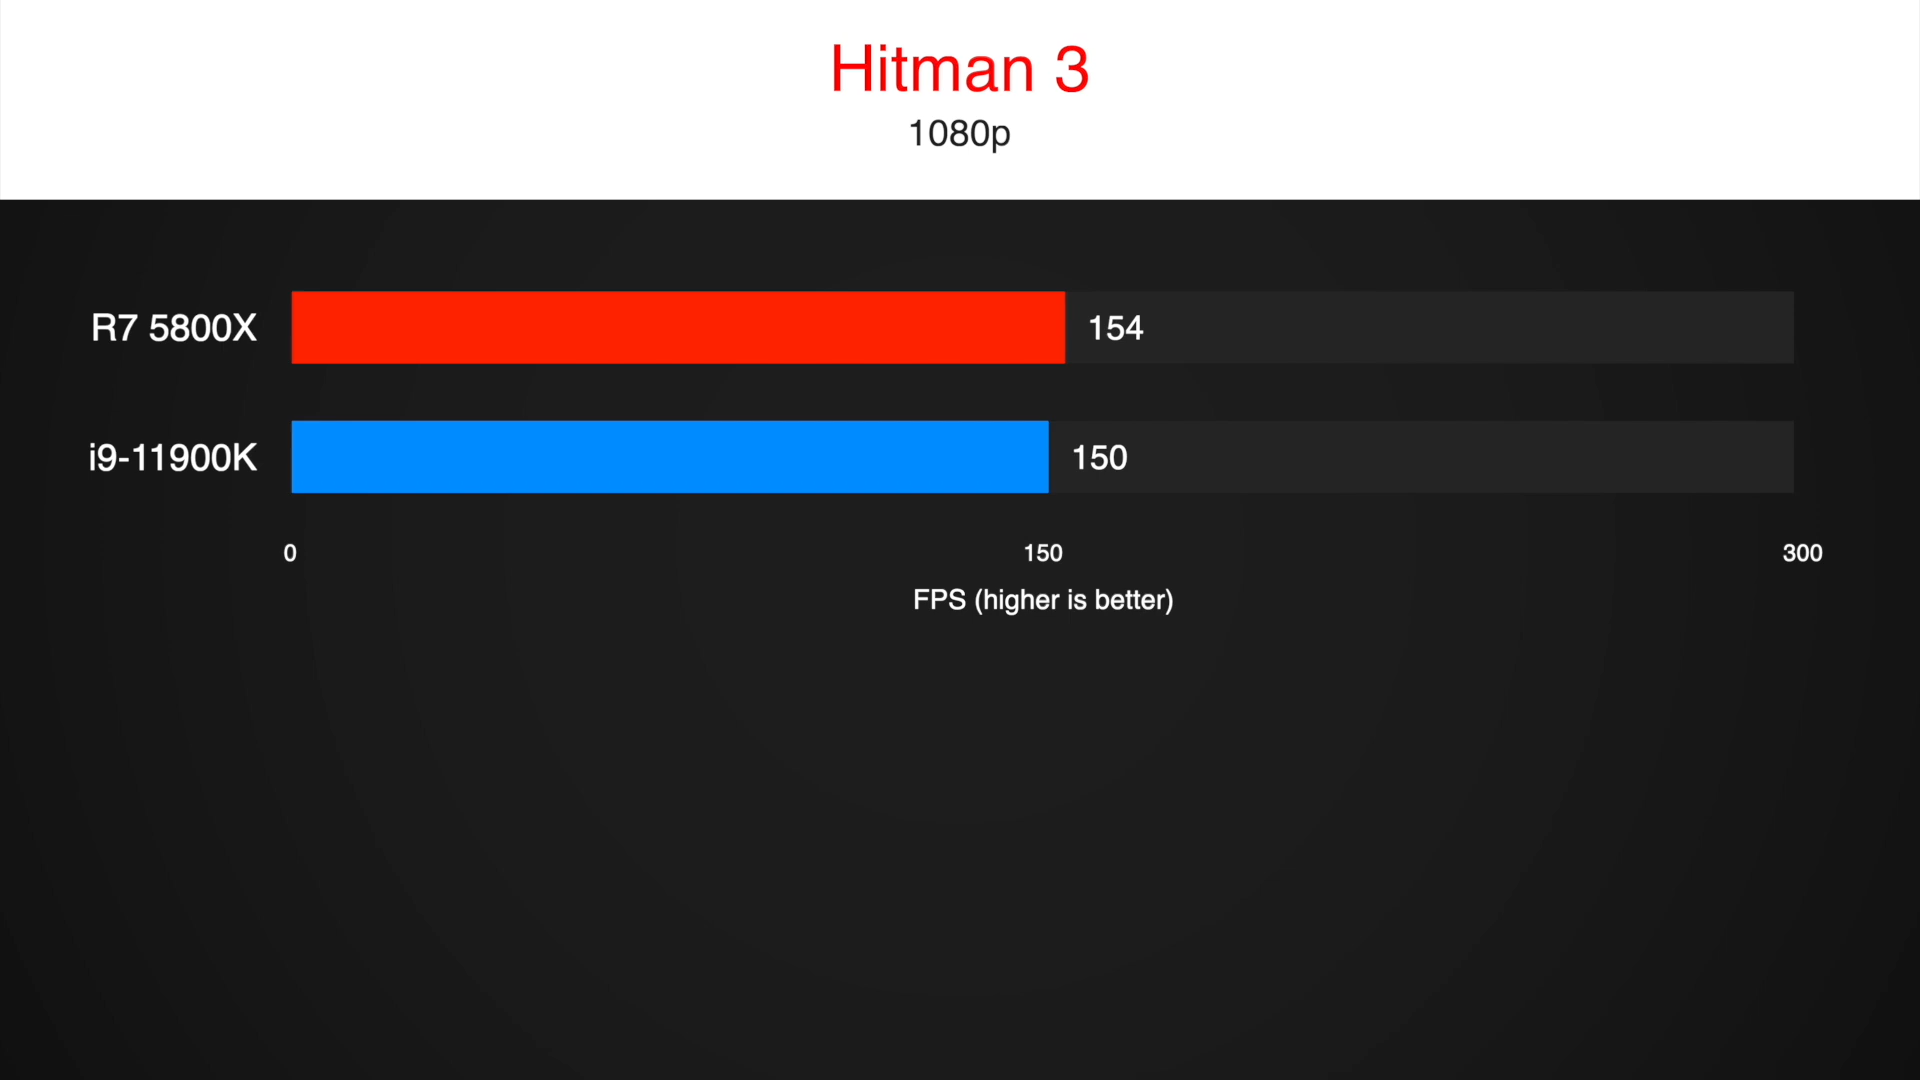 Hitman 3
1080p
R7 5800X 154
i9-11900K 150
0 150 300
FPS (higher is better)